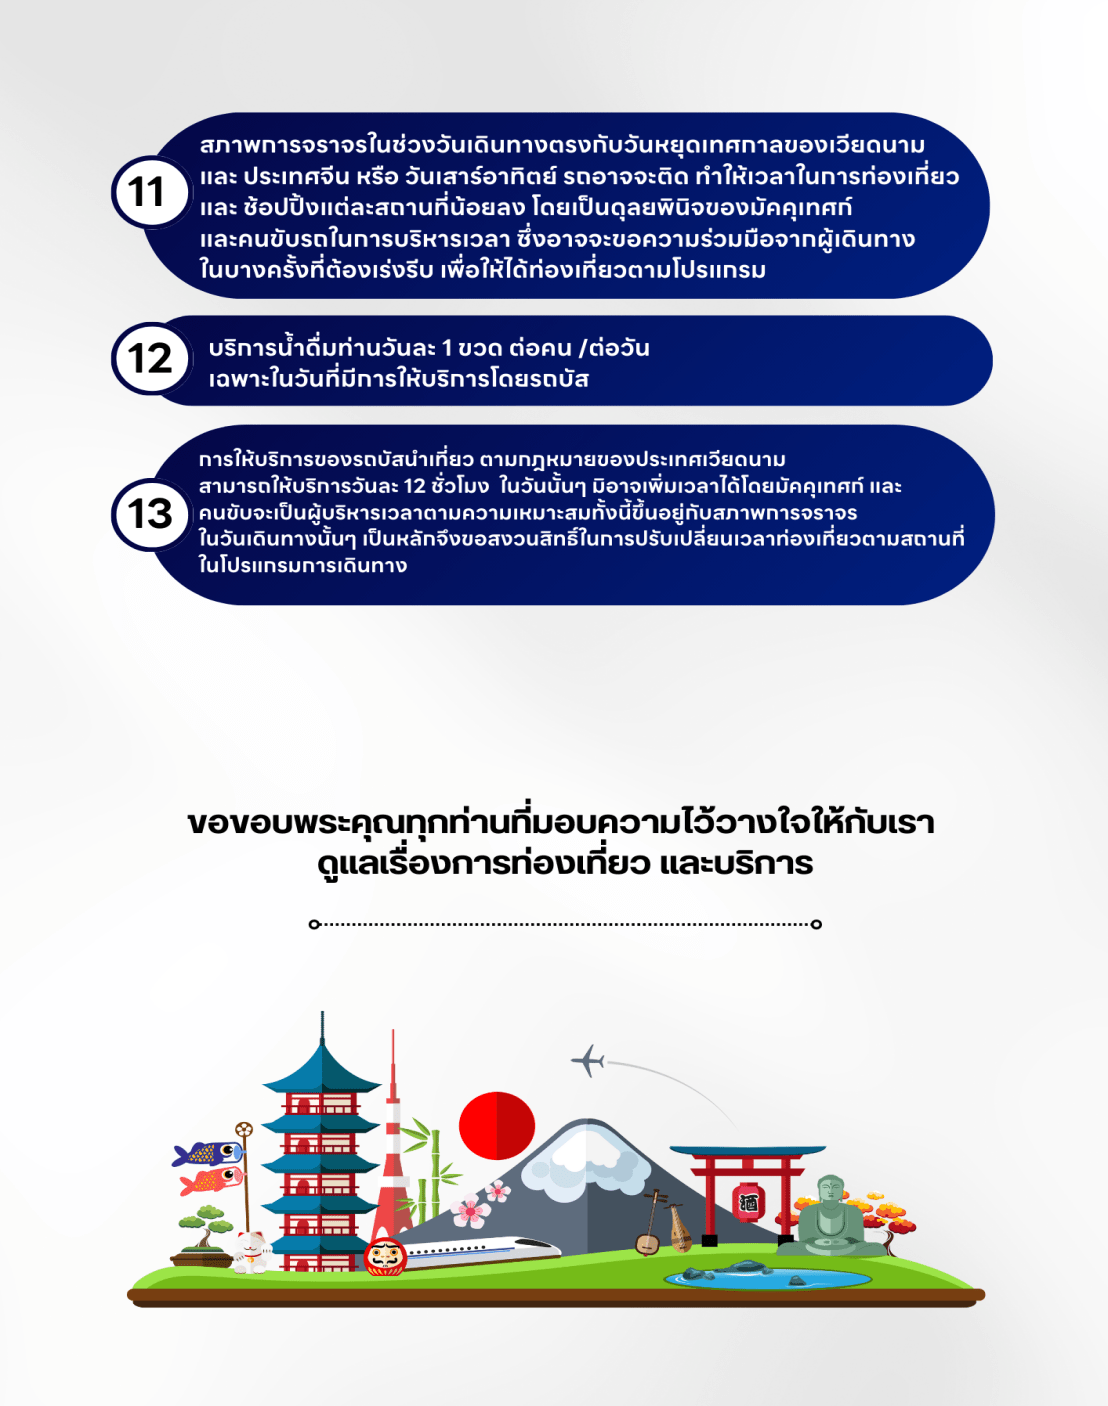 11
สภาพการจราจรในช่วงวันเดินทางตรงกับวันหยุดเทศกาลของเวียดนาม
และ ประเทศจีน หรือ วันเสาร์อาทิตย์ รถอาจจะติด ทำให้เวลาในการท่องเที่ยว
และ ช้อปปิ้งแต่ละสถานที่น้อยลง โดยเป็นดุลยพินิจของมัคคุเทศก์
และคนขับรถในการบริหารเวลา ซึ่งอาจจะขอความร่วมมือจากผู้เดินทาง
ในบางครั้งที่ต้องเร่งรีบ เพื่อให้ได้ท่องเที่ยวตามโปรแกรม
12
บริการน้ำดื่มท่านวันละ 1 ขวด ต่อคน /ต่อวัน
เฉพาะในวันที่มีการให้บริการโดยรถบัส
13
การให้บริการของรถบัสนำเที่ยว ตามกฎหมายของประเทศเวียดนาม
สามารถให้บริการวันละ 12 ชั่วโมง ในวันนั้นๆ มิอาจเพิ่มเวลาได้โดยมัคคุเทศก์ และ
คนขับจะเป็นผู้บริหารเวลาตามความเหมาะสมทั้งนี้ขึ้นอยู่กับสภาพการจราจร
ในวันเดินทางนั้นๆ เป็นหลักจึงขอสงวนสิทธิ์ในการปรับเปลี่ยนเวลาท่องเที่ยวตามสถานที่
ในโปรแกรมการเดินทาง
ขอขอบพระคุณทุกท่านที่มอบความไว้วางใจให้กับเรา
ดูแลเรื่องการท่องเที่ยว และบริการ
酒